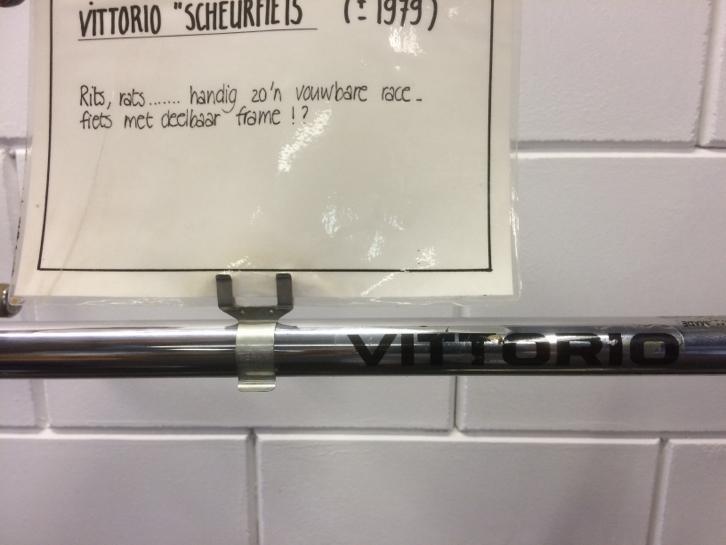 VITTORIO "SCHEURFIETS" (± 1979)
Rits, rats....... handig zo'n vouwbare race-
fiets met deelbaar frame !?
VITTORIO